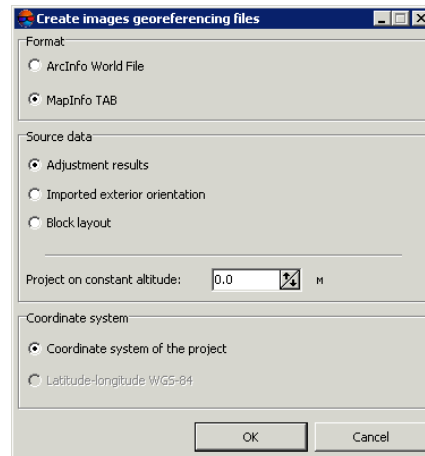 Create images georeferencing files
Format
ArcInfo World File
MapInfo TAB
Source data
Adjustment results
Imported exterior orientation
Block layout
Project on constant altitude: 0.0 м
Coordinate system
Coordinate system of the project
Latitude-longitude WGS-84
OK Cancel